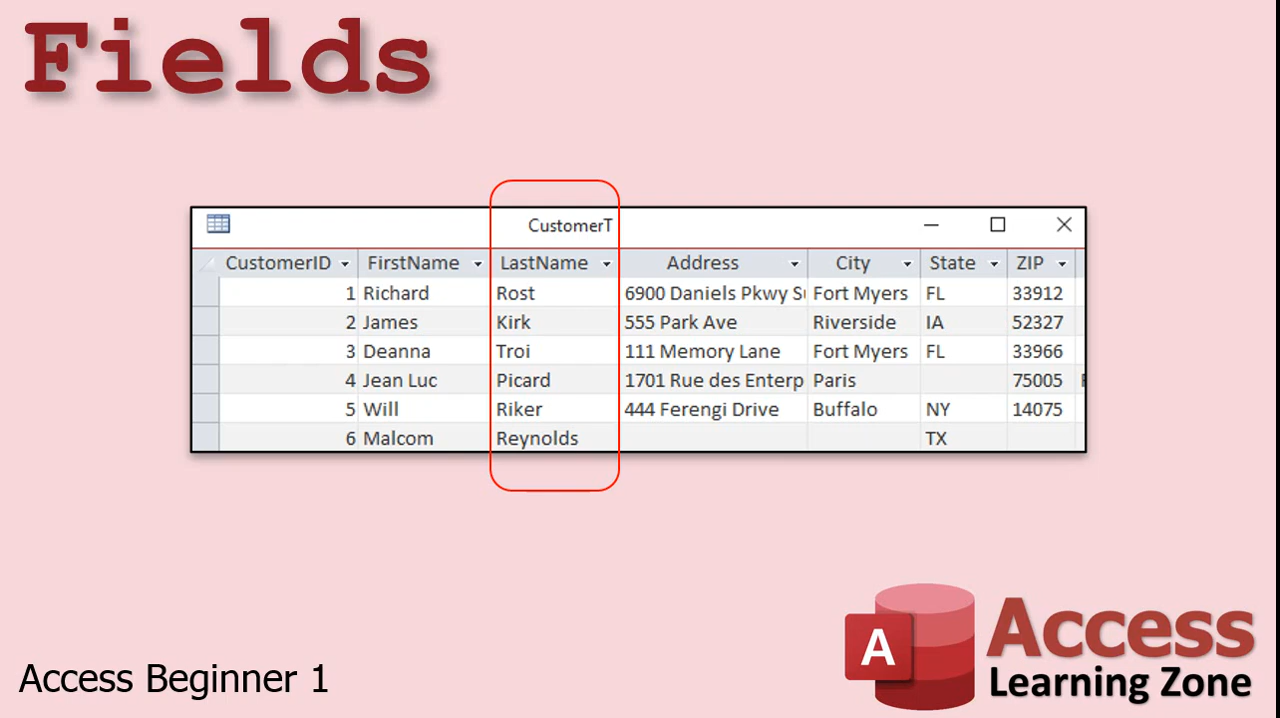 Fields
CustomerT
CustomerID FirstName LastName Address City State ZIP
1 Richard Rost 6900 Daniels Pkwy Su Fort Myers FL 33912
2 James Kirk 555 Park Ave Riverside IA 52327
3 Deanna Troi 111 Memory Lane Fort Myers FL 33966
4 Jean Luc Picard 1701 Rue des Enterp Paris 75005
5 Will Riker 444 Ferengi Drive Buffalo NY 14075
6 Malcom Reynolds TX
Access Beginner 1
A
Access
Learning Zone